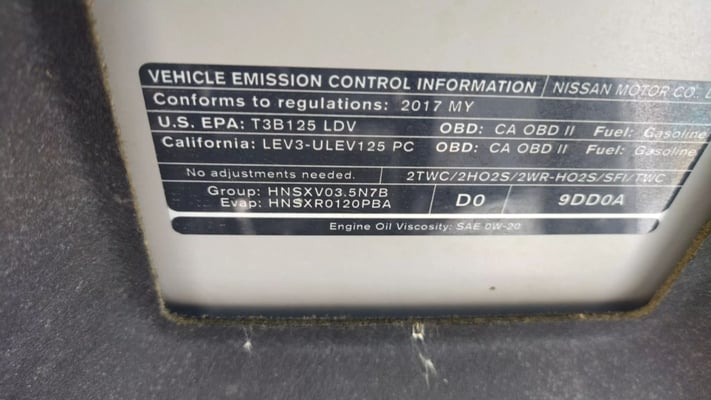 VEHICLE EMISSION CONTROL INFORMATION NISSAN MOTOR CO.
Conforms to regulations: 2017 MY
U.S. EPA: T3B125 LDV OBD: CA OBD II Fuel: Gasoline
California: LEV3-ULEV125 PC OBD: CA OBD II Fuel: Gasoline
No adjustments needed. 2TWC/2HO2S/2WR-HO2S/SFI/TWC
Group: HNSXV03.5N7B
Evap: HNSXR0120PBA D0 9DD0A
Engine Oil Viscosity: SAE 0W-20